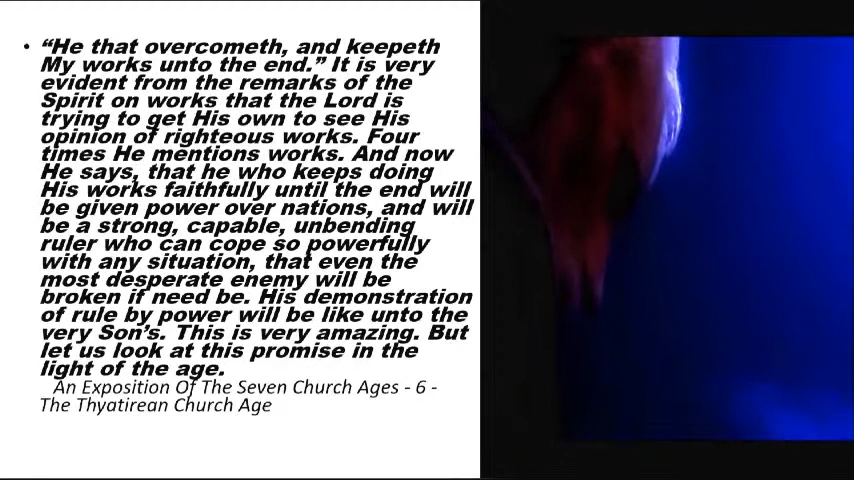 • “He that overcometh, and keepeth
My works unto the end.” It is very
evident from the remarks of the
Spirit on works that the Lord is
trying to get His own to see His
opinion of righteous works. Four
times He mentions works. And now
He says, that he who keeps doing
His works faithfully until the end will
be given power over nations, and will
be a strong, capable, unbending
ruler who can cope so powerfully
with any situation, that even the
most desperate enemy will be
broken if need be. His demonstration
of rule by power will be like unto the
very Son’s. This is very amazing. But
let us look at this promise in the
light of the age.
An Exposition Of The Seven Church Ages - 6 -
The Thyatirean Church Age